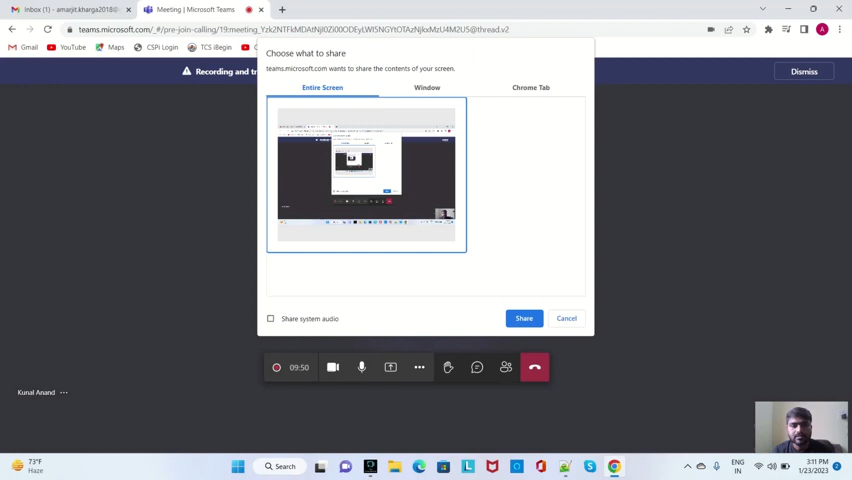 Inbox (1) - amarjit.kharga2018@
Meeting | Microsoft Teams
teams.microsoft.com/_#/pre-join-calling/19:meeting_Yzk2NTFkMDAtNjI0Zi00ODEyLWI5NGYtOTAzNjkxMzU4M2U5@thread.v2
A
Gmail
YouTube
Maps
CSPi Login
TCS iBegin
Recording and tr
Dismiss
Choose what to share
teams.microsoft.com wants to share the contents of your screen.
Entire Screen
Window
Chrome Tab
Share system audio
Share
Cancel
09:50
Kunal Anand
73°F
Haze
Search
ENG
IN
3:11 PM
1/23/2023
2